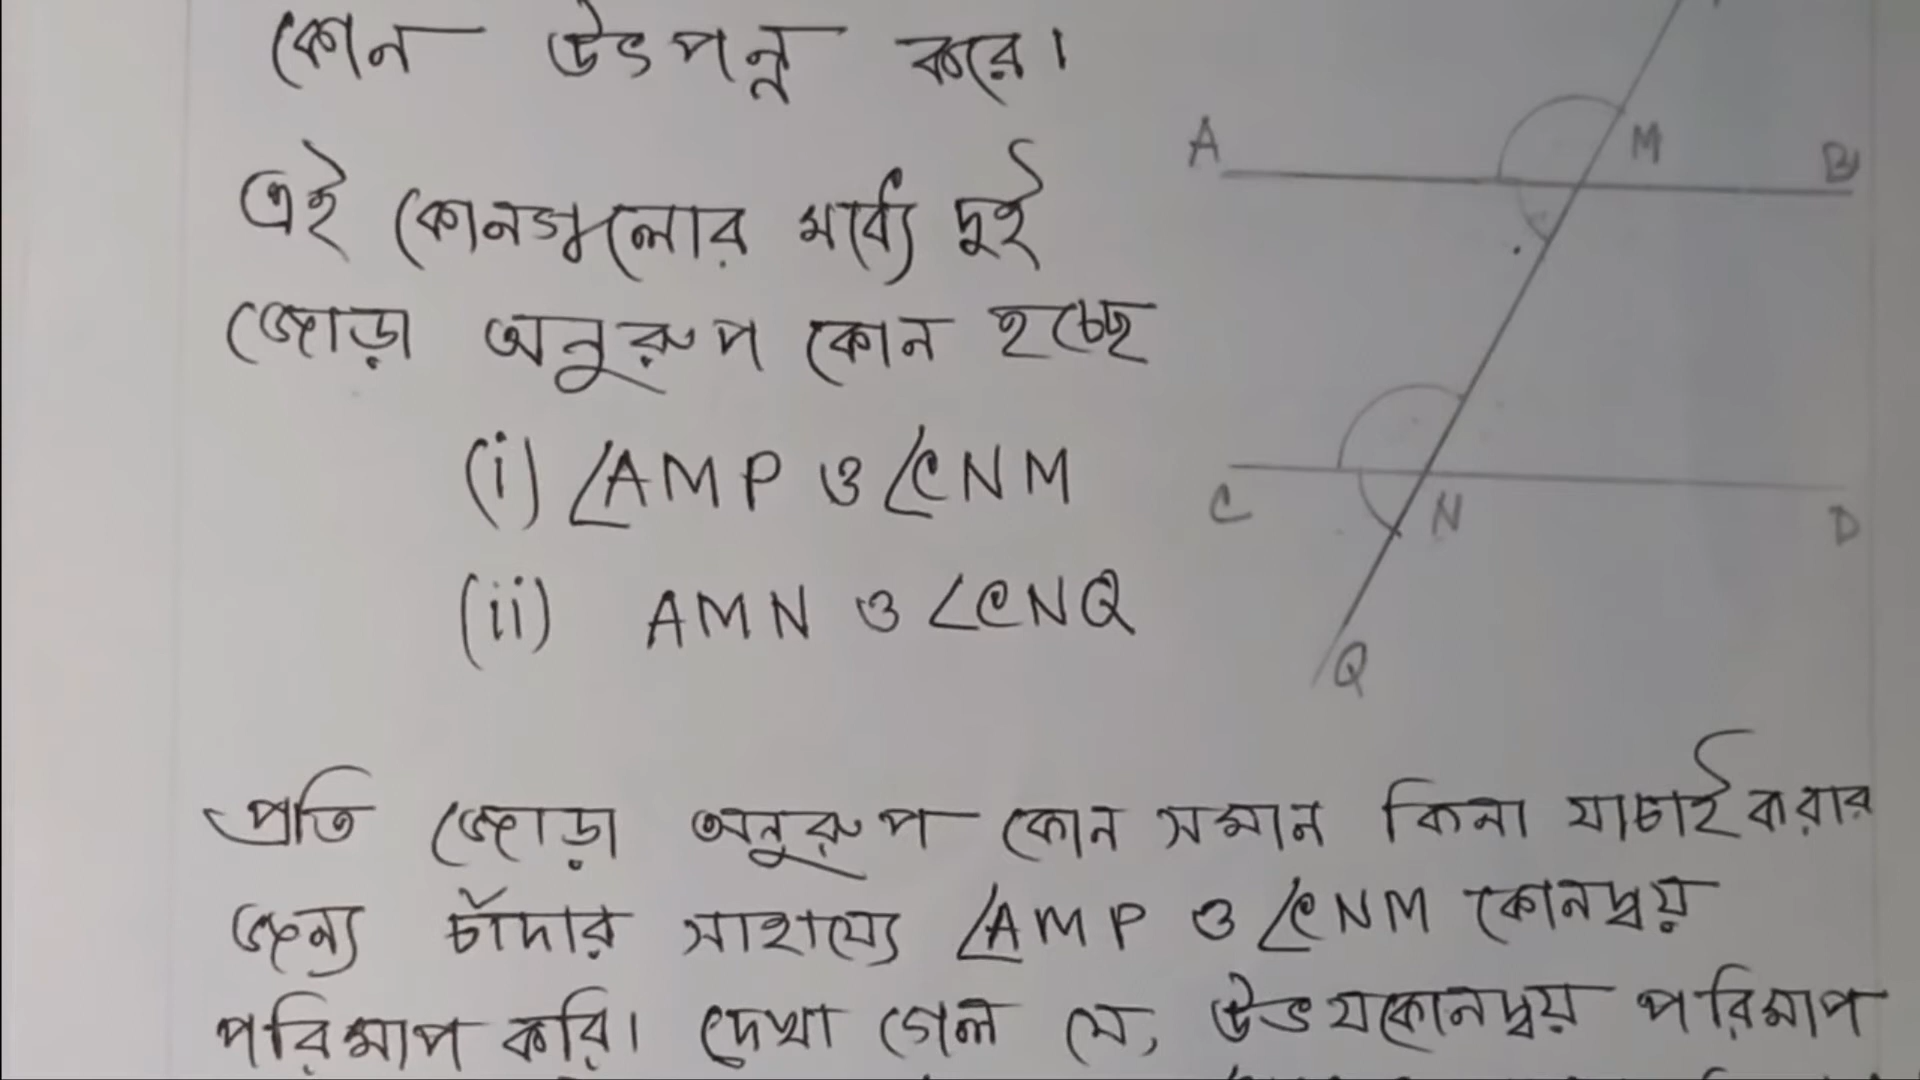 কোন উৎপন্ন করে।
এই কোনগুলোর মধ্যে দুই
জোড়া অনুরুপ কোন হচ্ছে
(i) ∠AMP ও ∠CNM
(ii) AMN ও ∠CNQ
A M B
C N D
Q
প্রতি জোড়া অনুরুপ কোন সমান কিনা যাচাই করার
জন্য চাঁদার সাহায্যে ∠AMP ও ∠CNM কোনদ্বয়
পরিমাপ করি। দেখা গেল যে, উভয়কোনদ্বয় পরিমাপ